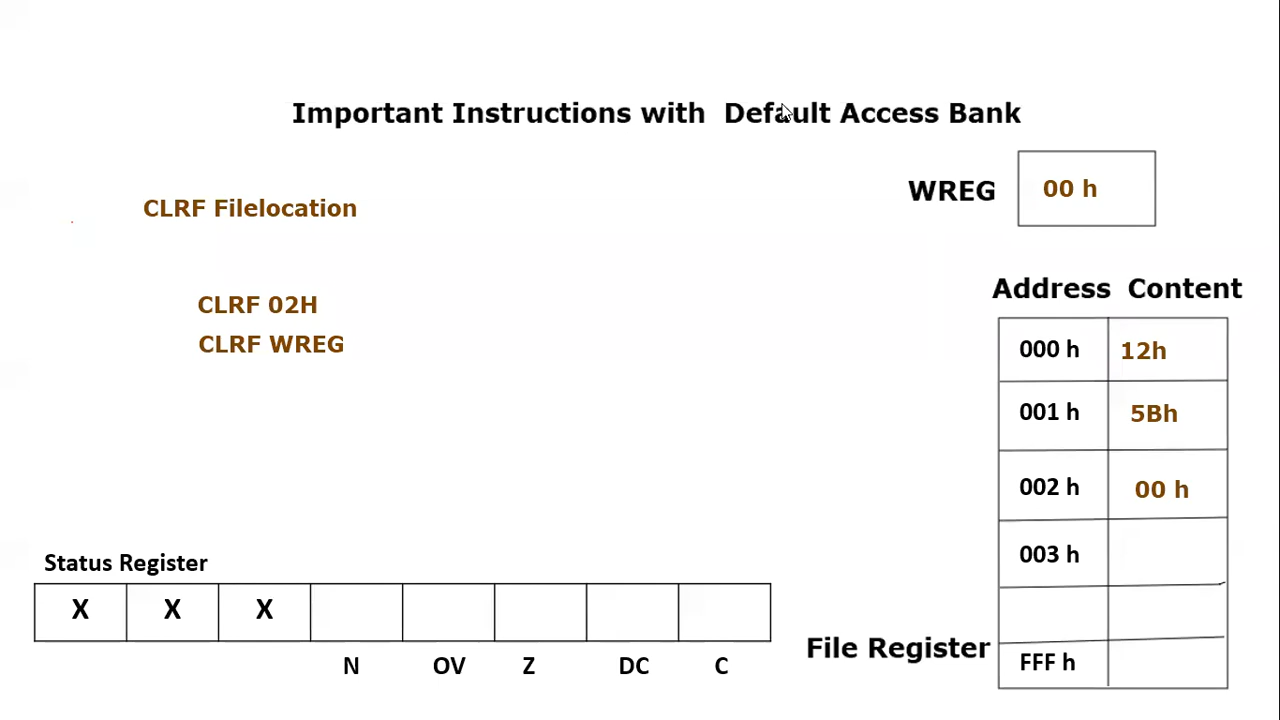 Important Instructions with Default Access Bank
CLRF Filelocation
CLRF 02H
CLRF WREG
WREG 00 h
Address Content
000 h 12h
001 h 5Bh
002 h 00 h
003 h
FFF h
File Register
Status Register
X X X
N OV Z DC C